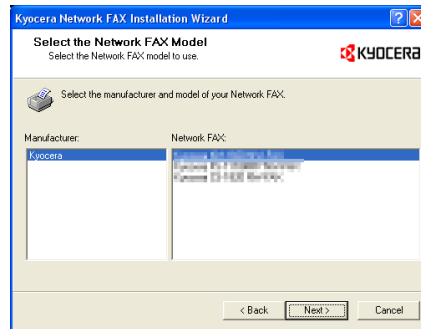 Kyocera Network FAX Installation Wizard
Select the Network FAX Model
Select the Network FAX model to use.
KYOCERA
Select the manufacturer and model of your Network FAX.
Manufacturer:
Network FAX:
Kyocera
< Back
Next >
Cancel